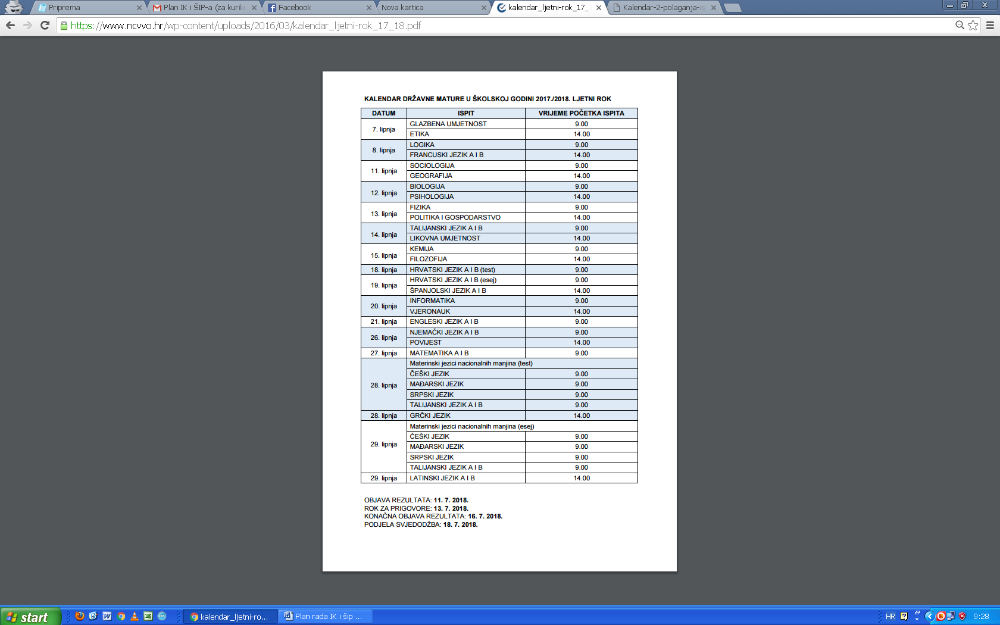 Priprema
Plan IK i ŠIP-a (za kuriku
Facebook
Nova kartica
kalendar_ljetni-rok_17_
Kalendar-2-polaganja-is
https://www.ncvvo.hr/wp-content/uploads/2016/03/kalendar_ljetni-rok_17_18.pdf
KALENDAR DRŽAVNE MATURE U ŠKOLSKOJ GODINI 2017./2018. LJETNI ROK
DATUM ISPIT VRIJEME POČETKA ISPITA
7. lipnja GLAZBENA UMJETNOST 9.00
ETIKA 14.00
8. lipnja LOGIKA 9.00
FRANCUSKI JEZIK A I B 14.00
11. lipnja SOCIOLOGIJA 9.00
GEOGRAFIJA 14.00
12. lipnja BIOLOGIJA 9.00
PSIHOLOGIJA 14.00
13. lipnja FIZIKA 9.00
POLITIKA I GOSPODARSTVO 14.00
14. lipnja TALIJANSKI JEZIK A I B 9.00
LIKOVNA UMJETNOST 14.00
15. lipnja KEMIJA 9.00
FILOZOFIJA 14.00
18. lipnja HRVATSKI JEZIK A I B (test) 9.00
19. lipnja HRVATSKI JEZIK A I B (esej) 9.00
ŠPANJOLSKI JEZIK A I B 14.00
20. lipnja INFORMATIKA 9.00
VJERONAUK 14.00
21. lipnja ENGLESKI JEZIK A I B 9.00
26. lipnja NJEMAČKI JEZIK A I B 9.00
POVIJEST 14.00
27. lipnja MATEMATIKA A I B 9.00
28. lipnja Materinski jezici nacionalnih manjina (test)
ČEŠKI JEZIK 9.00
MAĐARSKI JEZIK 9.00
SRPSKI JEZIK 9.00
TALIJANSKI JEZIK A I B 9.00
28. lipnja GRČKI JEZIK 14.00
29. lipnja Materinski jezici nacionalnih manjina (esej)
ČEŠKI JEZIK 9.00
MAĐARSKI JEZIK 9.00
SRPSKI JEZIK 9.00
TALIJANSKI JEZIK A I B 9.00
29. lipnja LATINSKI JEZIK A I B 14.00
OBJAVA REZULTATA: 11. 7. 2018.
ROK ZA PRIGOVORE: 13. 7. 2018.
KONAČNA OBJAVA REZULTATA: 16. 7. 2018.
PODJELA SVJEDODŽBA: 18. 7. 2018.
start
kalendar_ljetni-ro...
Plan rada IK i šip ...
HR
9:28